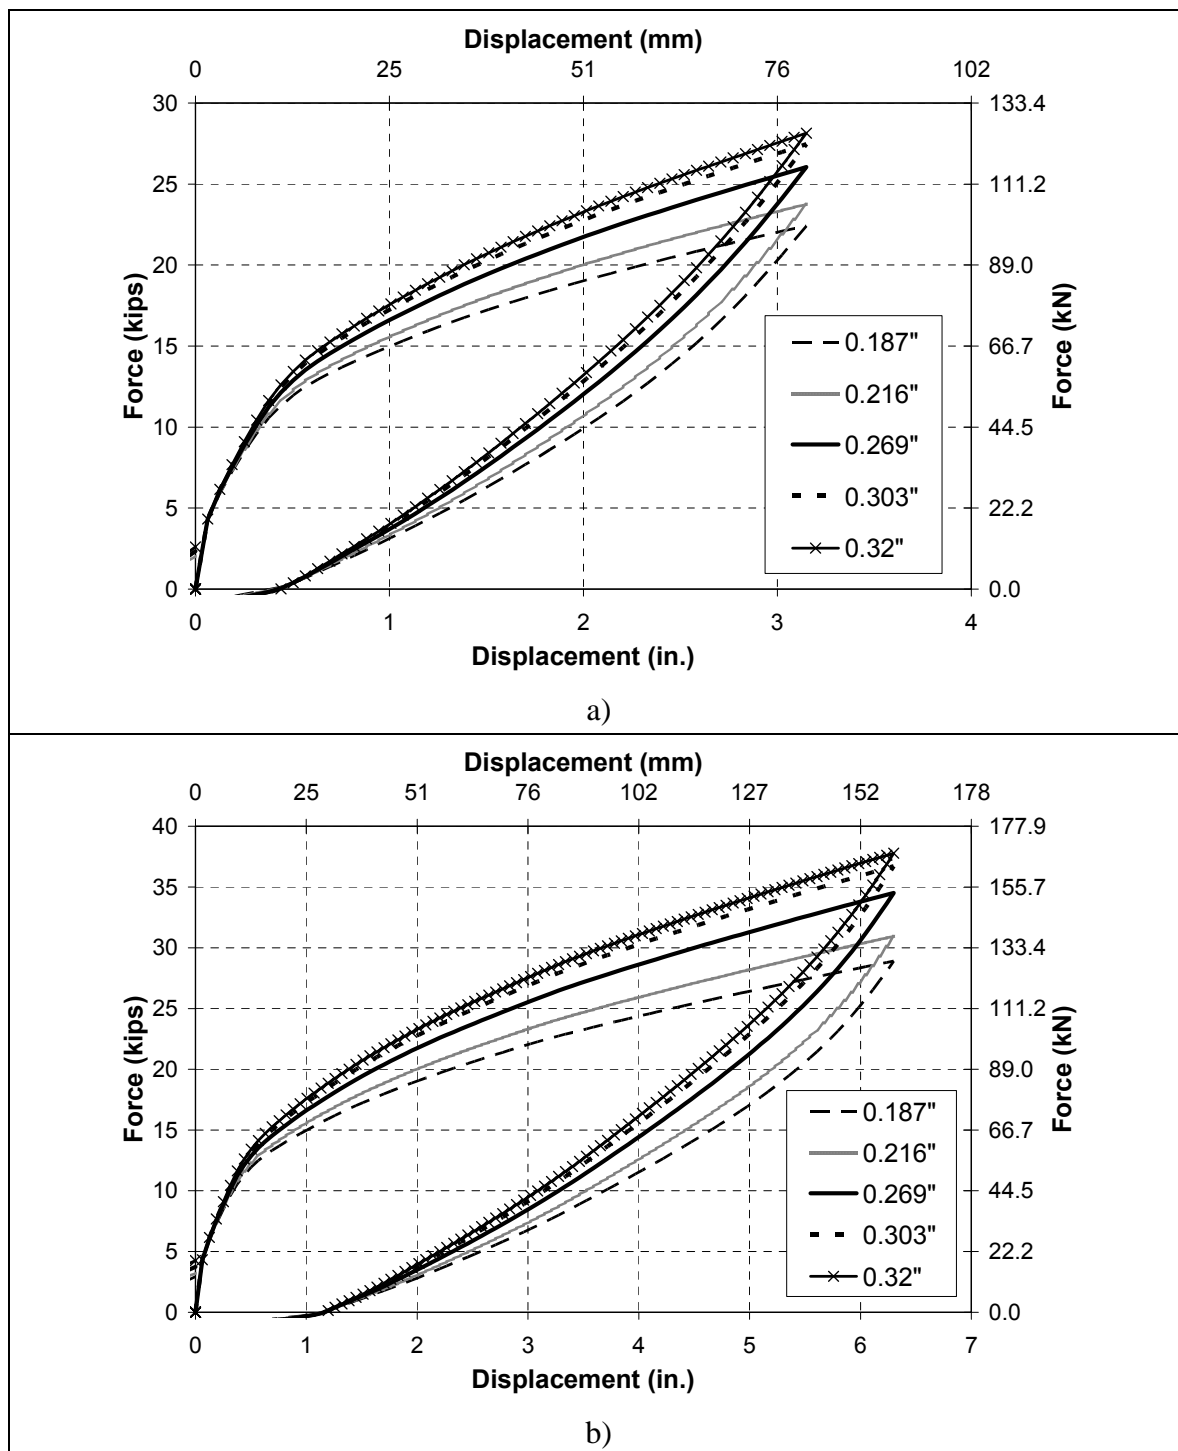 Displacement (mm)
0 25 51 76 102
30 133.4
25 111.2
20 89.0
15 66.7
10 44.5
5 22.2
0 0.0
Force (kips)
Force (kN)
0.187"
0.216"
0.269"
0.303"
0.32"
0 1 2 3 4
Displacement (in.)
a)
Displacement (mm)
0 25 51 76 102 127 152 178
40 177.9
35 155.7
30 133.4
25 111.2
20 89.0
15 66.7
10 44.5
5 22.2
0 0.0
Force (kips)
Force (kN)
0.187"
0.216"
0.269"
0.303"
0.32"
0 1 2 3 4 5 6 7
Displacement (in.)
b)